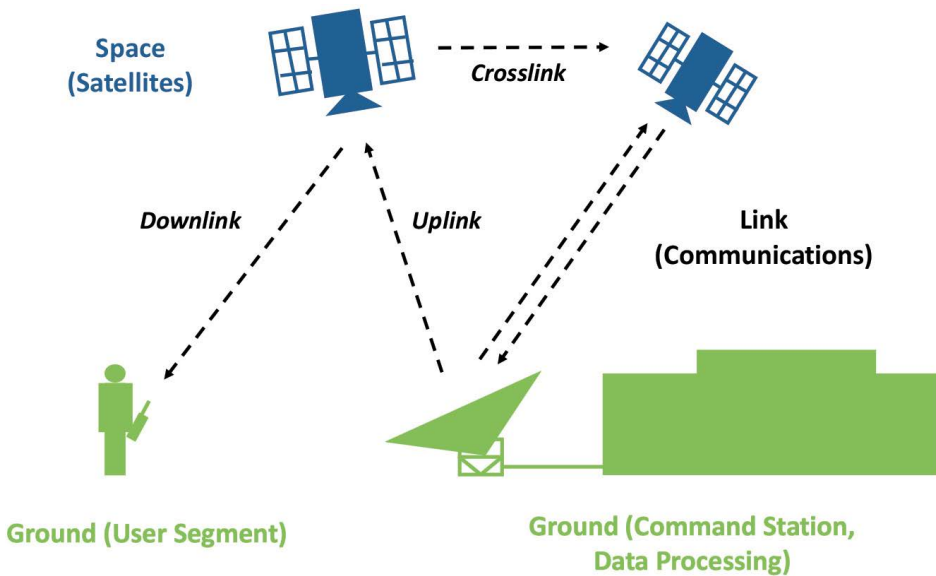 Space
(Satellites)
Crosslink
Downlink
Uplink
Link
(Communications)
Ground (User Segment)
Ground (Command Station,
Data Processing)